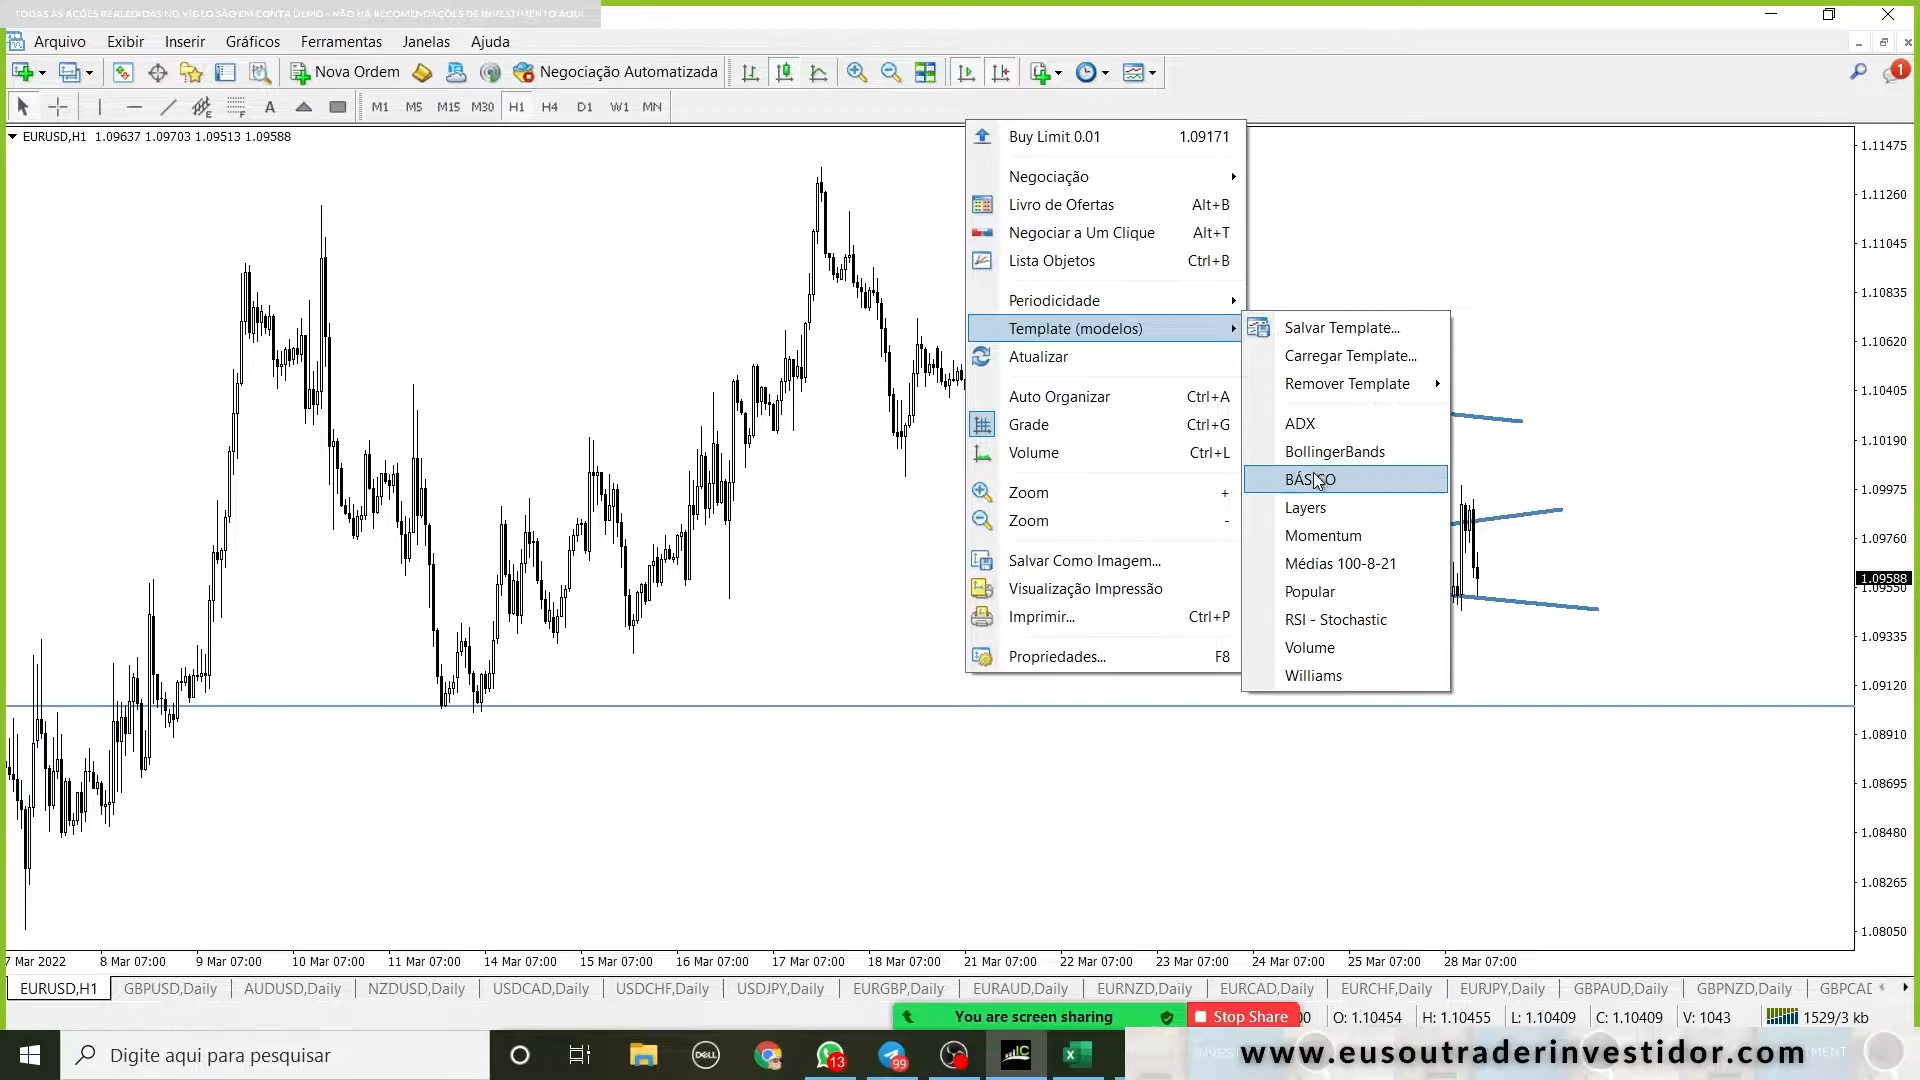 TODAS AS AÇÕES REALIZADAS NO VÍDEO SÃO EM CONTA DEMO - NÃO HÁ RECOMENDAÇÕES DE INVESTIMENTO AQUI.
Arquivo Exibir Inserir Gráficos Ferramentas Janelas Ajuda
Nova Ordem Negociação Automatizada 1
A M1 M5 M15 M30 H1 H4 D1 W1 MN
EURUSD,H1 1.09637 1.09703 1.09513 1.09588
Buy Limit 0.01 1.09171
Negociação
Livro de Ofertas Alt+B
Negociar a Um Clique Alt+T
Lista Objetos Ctrl+B
Periodicidade
Template (modelos)
Atualizar
Auto Organizar Ctrl+A
Grade Ctrl+G
Volume Ctrl+L
Zoom +
Zoom -
Salvar Como Imagem...
Visualização Impressão
Imprimir... Ctrl+P
Propriedades... F8
Salvar Template...
Carregar Template...
Remover Template
ADX
BollingerBands
BÁSICO
Layers
Momentum
Médias 100-8-21
Popular
RSI - Stochastic
Volume
Williams
1.11475
1.11260
1.11045
1.10835
1.10620
1.10405
1.10190
1.09975
1.09760
1.09588
1.09550
1.09335
1.09120
1.08910
1.08695
1.08480
1.08265
1.08050
7 Mar 2022 8 Mar 07:00 9 Mar 07:00 10 Mar 07:00 11 Mar 07:00 14 Mar 07:00 15 Mar 07:00 16 Mar 07:00 17 Mar 07:00 18 Mar 07:00 21 Mar 07:00 22 Mar 07:00 23 Mar 07:00 24 Mar 07:00 25 Mar 07:00 28 Mar 07:00
EURUSD,H1 GBPUSD,Daily AUDUSD,Daily NZDUSD,Daily USDCAD,Daily USDCHF,Daily USDJPY,Daily EURGBP,Daily EURAUD,Daily EURNZD,Daily EURCAD,Daily EURCHF,Daily EURJPY,Daily GBPAUD,Daily GBPNZD,Daily GBPCAD
You are screen sharing Stop Share 00 O: 1.10454 H: 1.10455 L: 1.10409 C: 1.10409 V: 1043 1529/3 kb
Digite aqui para pesquisar DELL 13 99 www.eusoutraderinvestidor.com